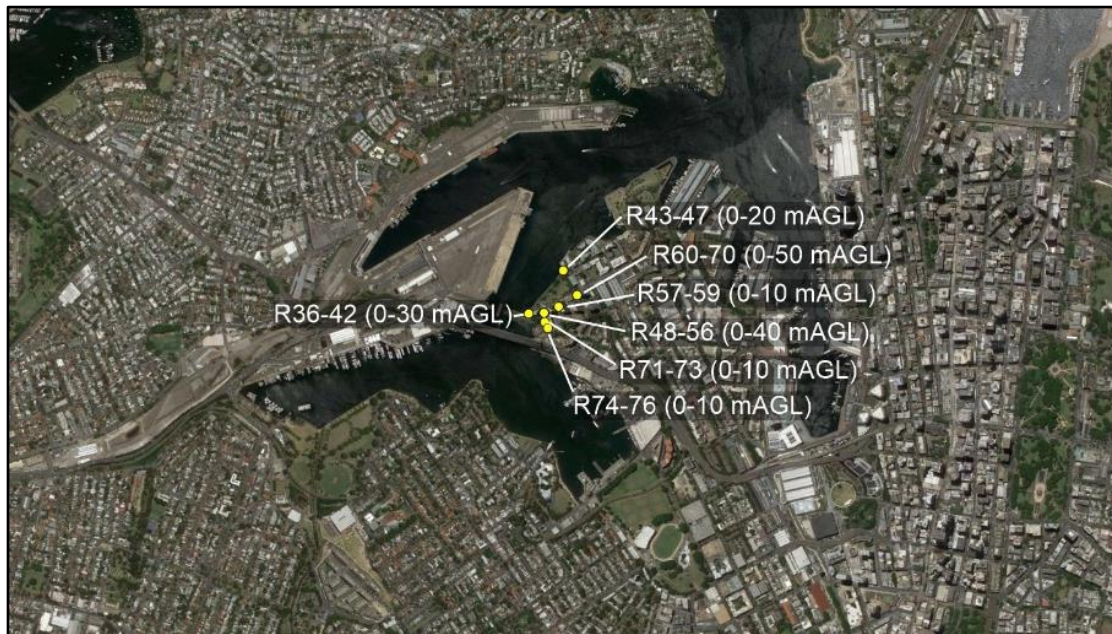 R43-47 (0-20 mAGL)
R60-70 (0-50 mAGL)
R57-59 (0-10 mAGL)
R36-42 (0-30 mAGL)
R48-56 (0-40 mAGL)
R71-73 (0-10 mAGL)
R74-76 (0-10 mAGL)